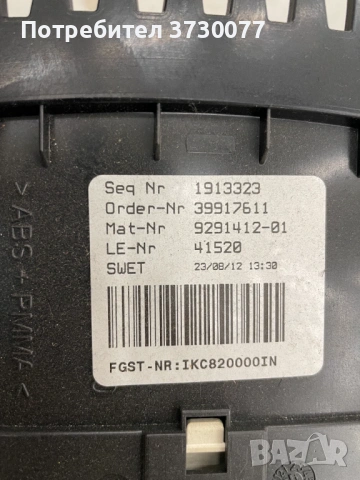 Потребител 3730077
Seq Nr 1913323
Order-Nr 39917611
Mat-Nr 9291412-01
LE-Nr 41520
SWET 23/08/12 13:30
FGST-NR:IKC820000IN
>ABS+PMMA<
BAZAR